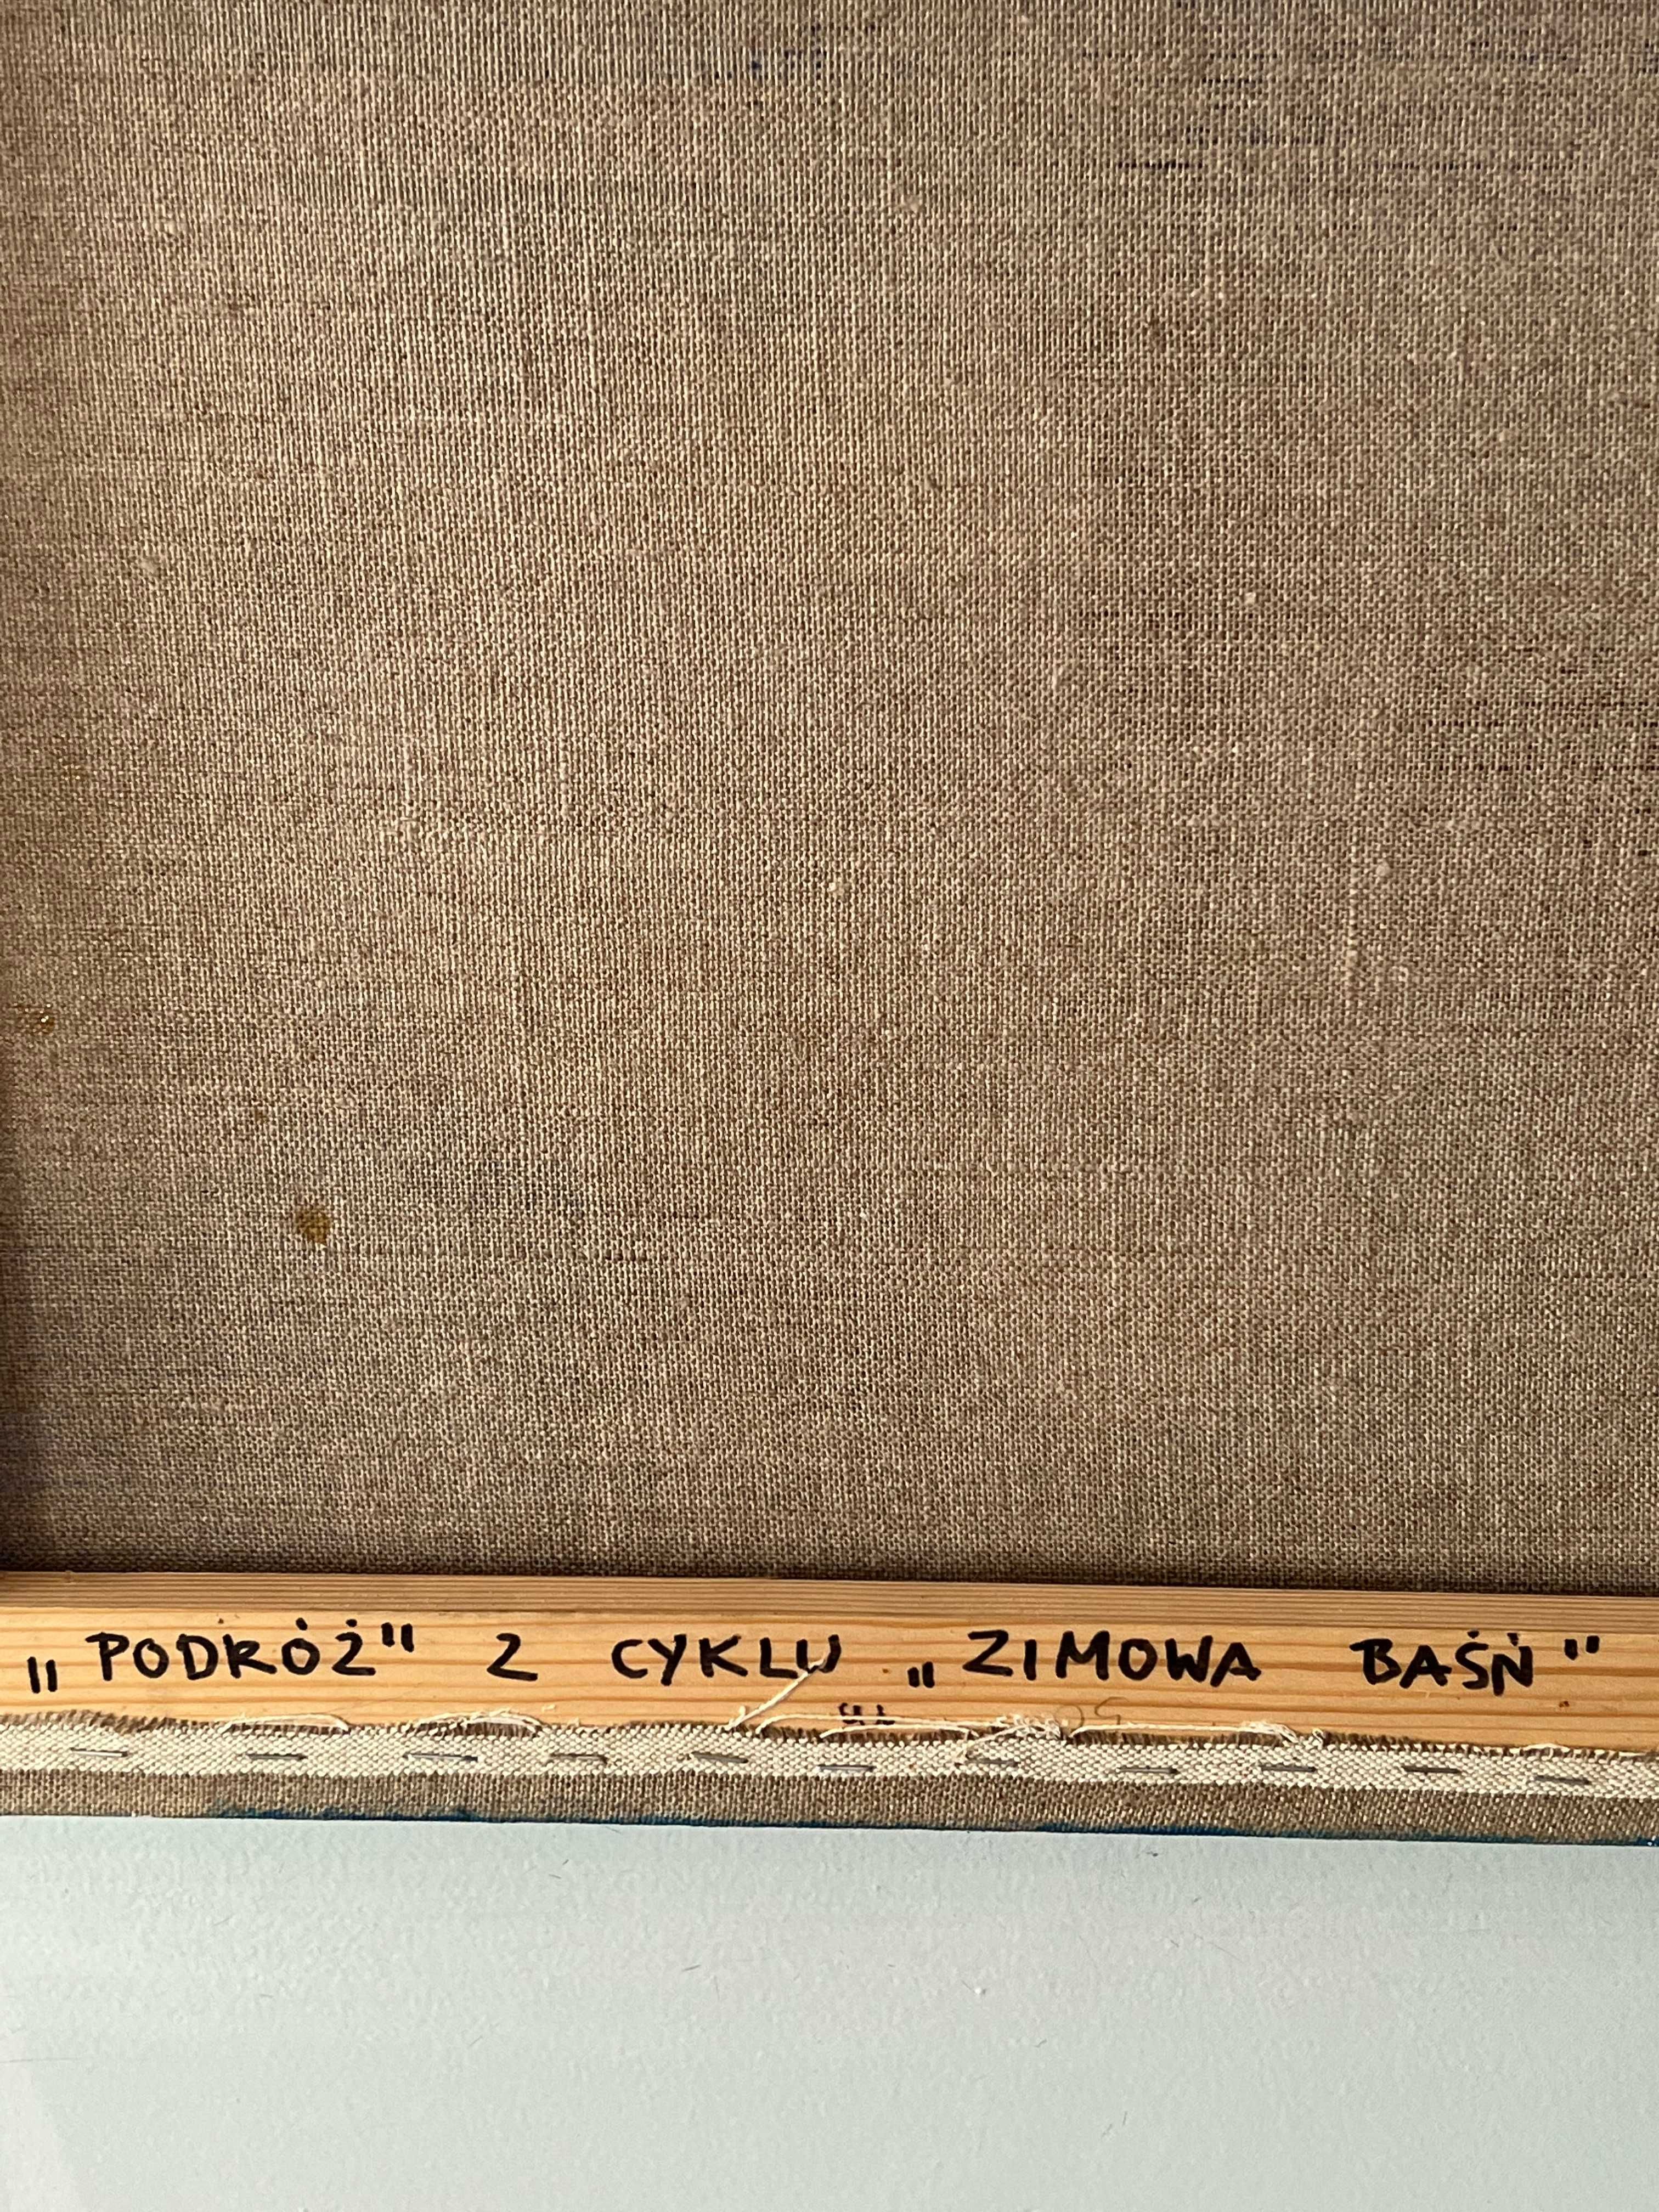 „PODRÓŻ" Z CYKLU „ZIMOWA BAŚŃ"